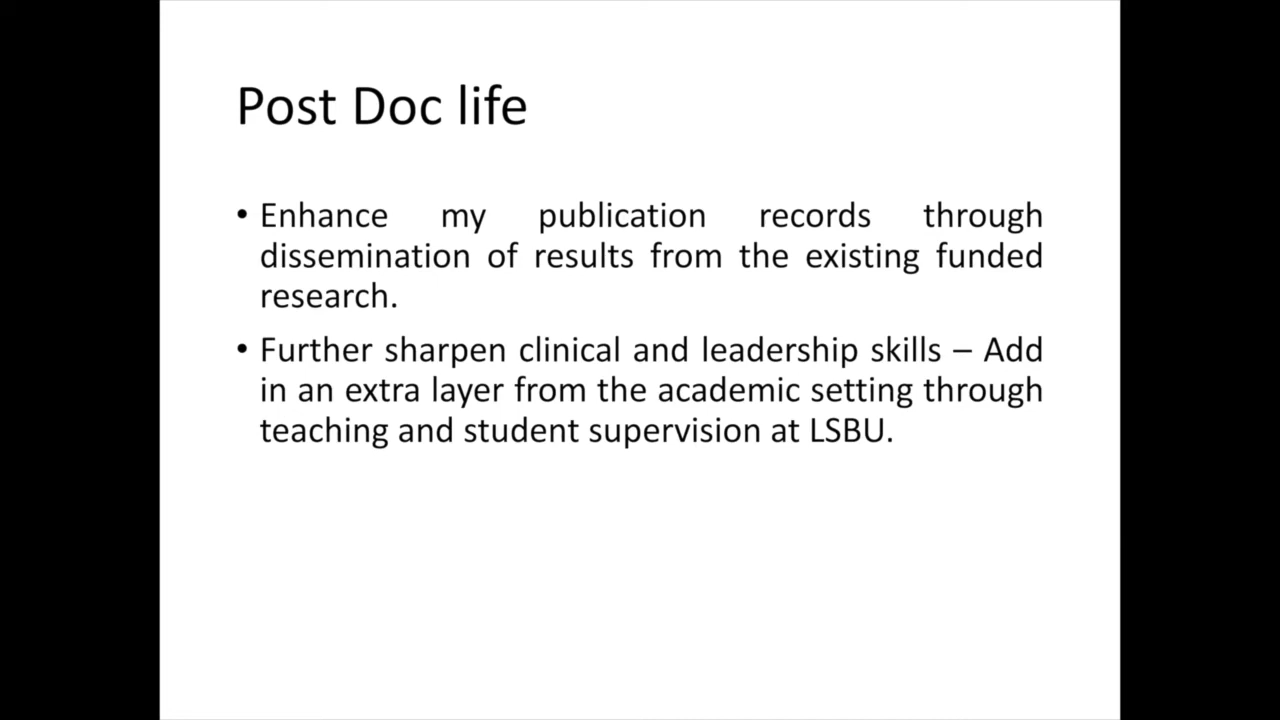 Post Doc life
• Enhance my publication records through
dissemination of results from the existing funded
research.
• Further sharpen clinical and leadership skills – Add
in an extra layer from the academic setting through
teaching and student supervision at LSBU.